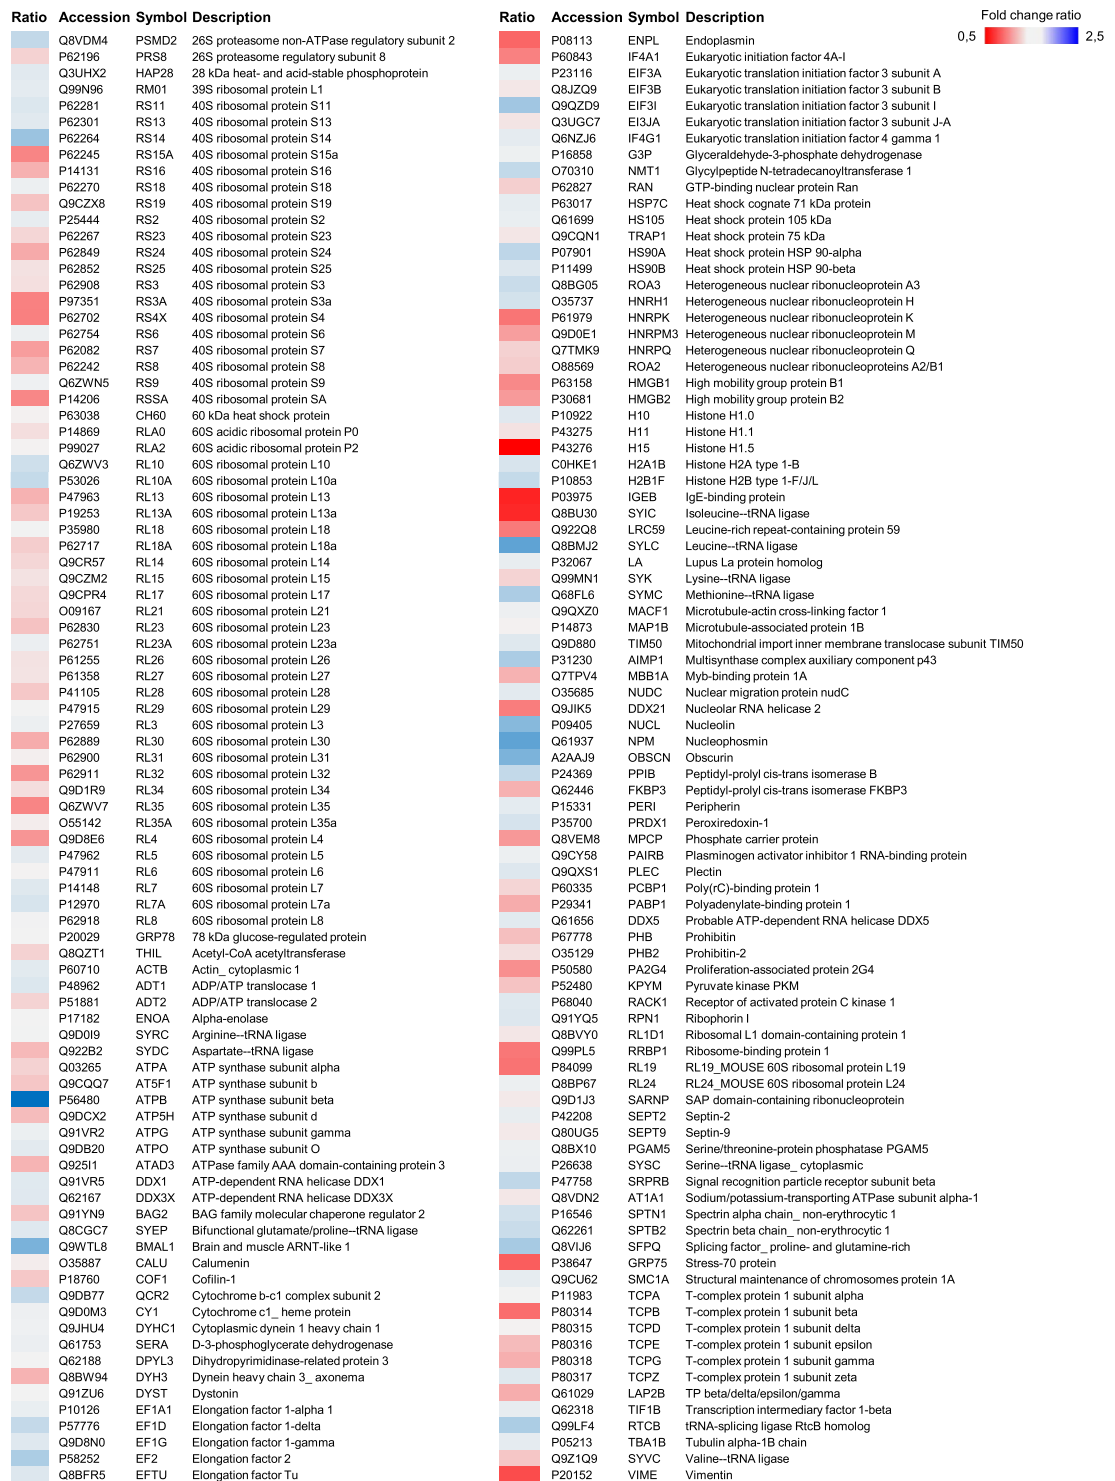 Ratio Accession Symbol Description
Q8VDM4 PSMD2 26S proteasome non-ATPase regulatory subunit 2
P62196 PRS8 26S proteasome regulatory subunit 8
Q3UHX2 HAP28 28 kDa heat- and acid-stable phosphoprotein
Q99N96 RM01 39S ribosomal protein L1
P62281 RS11 40S ribosomal protein S11
P62301 RS13 40S ribosomal protein S13
P62264 RS14 40S ribosomal protein S14
P62245 RS15A 40S ribosomal protein S15a
P14131 RS16 40S ribosomal protein S16
P62270 RS18 40S ribosomal protein S18
Q9CZX8 RS19 40S ribosomal protein S19
P25444 RS2 40S ribosomal protein S2
P62267 RS23 40S ribosomal protein S23
P62849 RS24 40S ribosomal protein S24
P62852 RS25 40S ribosomal protein S25
P62908 RS3 40S ribosomal protein S3
P97351 RS3A 40S ribosomal protein S3a
P62702 RS4X 40S ribosomal protein S4
P62754 RS6 40S ribosomal protein S6
P62082 RS7 40S ribosomal protein S7
P62242 RS8 40S ribosomal protein S8
Q6ZWN5 RS9 40S ribosomal protein S9
P14206 RSSA 40S ribosomal protein SA
P63038 CH60 60 kDa heat shock protein
P14869 RLA0 60S acidic ribosomal protein P0
P99027 RLA2 60S acidic ribosomal protein P2
Q6ZWV3 RL10 60S ribosomal protein L10
P53026 RL10A 60S ribosomal protein L10a
P47963 RL13 60S ribosomal protein L13
P19253 RL13A 60S ribosomal protein L13a
P35980 RL18 60S ribosomal protein L18
P62717 RL18A 60S ribosomal protein L18a
Q9CR57 RL14 60S ribosomal protein L14
Q9CZM2 RL15 60S ribosomal protein L15
Q9CPR4 RL17 60S ribosomal protein L17
O09167 RL21 60S ribosomal protein L21
P62830 RL23 60S ribosomal protein L23
P62751 RL23A 60S ribosomal protein L23a
P61255 RL26 60S ribosomal protein L26
P61358 RL27 60S ribosomal protein L27
P41105 RL28 60S ribosomal protein L28
P47915 RL29 60S ribosomal protein L29
P27659 RL3 60S ribosomal protein L3
P62889 RL30 60S ribosomal protein L30
P62900 RL31 60S ribosomal protein L31
P62911 RL32 60S ribosomal protein L32
Q9D1R9 RL34 60S ribosomal protein L34
Q6ZWV7 RL35 60S ribosomal protein L35
O55142 RL35A 60S ribosomal protein L35a
Q9D8E6 RL4 60S ribosomal protein L4
P47962 RL5 60S ribosomal protein L5
P47911 RL6 60S ribosomal protein L6
P14148 RL7 60S ribosomal protein L7
P12970 RL7A 60S ribosomal protein L7a
P62918 RL8 60S ribosomal protein L8
P20029 GRP78 78 kDa glucose-regulated protein
Q8QZT1 THIL Acetyl-CoA acetyltransferase
P60710 ACTB Actin_ cytoplasmic 1
P48962 ADT1 ADP/ATP translocase 1
P51881 ADT2 ADP/ATP translocase 2
P17182 ENOA Alpha-enolase
Q9D0I9 SYRC Arginine--tRNA ligase
Q922B2 SYDC Aspartate--tRNA ligase
Q03265 ATPA ATP synthase subunit alpha
Q9CQQ7 AT5F1 ATP synthase subunit b
P56480 ATPB ATP synthase subunit beta
Q9DCX2 ATP5H ATP synthase subunit d
Q91VR2 ATPG ATP synthase subunit gamma
Q9DB20 ATPO ATP synthase subunit O
Q925I1 ATAD3 ATPase family AAA domain-containing protein 3
Q91VR5 DDX1 ATP-dependent RNA helicase DDX1
Q62167 DDX3X ATP-dependent RNA helicase DDX3X
Q91YN9 BAG2 BAG family molecular chaperone regulator 2
Q8CGC7 SYEP Bifunctional glutamate/proline--tRNA ligase
Q9WTL8 BMAL1 Brain and muscle ARNT-like 1
O35887 CALU Calumenin
P18760 COF1 Cofilin-1
Q9DB77 QCR2 Cytochrome b-c1 complex subunit 2
Q9D0M3 CY1 Cytochrome c1_ heme protein
Q9JHU4 DYHC1 Cytoplasmic dynein 1 heavy chain 1
Q61753 SERA D-3-phosphoglycerate dehydrogenase
Q62188 DPYL3 Dihydropyrimidinase-related protein 3
Q8BW94 DYH3 Dynein heavy chain 3_ axonema
Q91ZU6 DYST Dystonin
P10126 EF1A1 Elongation factor 1-alpha 1
P57776 EF1D Elongation factor 1-delta
Q9D8N0 EF1G Elongation factor 1-gamma
P58252 EF2 Elongation factor 2
Q8BFR5 EFTU Elongation factor Tu
Ratio Accession Symbol Description
Fold change ratio
0,5 2,5
P08113 ENPL Endoplasmin
P60843 IF4A1 Eukaryotic initiation factor 4A-I
P23116 EIF3A Eukaryotic translation initiation factor 3 subunit A
Q8JZQ9 EIF3B Eukaryotic translation initiation factor 3 subunit B
Q9QZD9 EIF3I Eukaryotic translation initiation factor 3 subunit I
Q3UGC7 EI3JA Eukaryotic translation initiation factor 3 subunit J-A
Q6NZJ6 IF4G1 Eukaryotic translation initiation factor 4 gamma 1
P16858 G3P Glyceraldehyde-3-phosphate dehydrogenase
O70310 NMT1 Glycylpeptide N-tetradecanoyltransferase 1
P62827 RAN GTP-binding nuclear protein Ran
P63017 HSP7C Heat shock cognate 71 kDa protein
Q61699 HS105 Heat shock protein 105 kDa
Q9CQN1 TRAP1 Heat shock protein 75 kDa
P07901 HS90A Heat shock protein HSP 90-alpha
P11499 HS90B Heat shock protein HSP 90-beta
Q8BG05 ROA3 Heterogeneous nuclear ribonucleoprotein A3
O35737 HNRH1 Heterogeneous nuclear ribonucleoprotein H
P61979 HNRPK Heterogeneous nuclear ribonucleoprotein K
Q9D0E1 HNRPM3 Heterogeneous nuclear ribonucleoprotein M
Q7TMK9 HNRPQ Heterogeneous nuclear ribonucleoprotein Q
O88569 ROA2 Heterogeneous nuclear ribonucleoproteins A2/B1
P63158 HMGB1 High mobility group protein B1
P30681 HMGB2 High mobility group protein B2
P10922 H10 Histone H1.0
P43275 H11 Histone H1.1
P43276 H15 Histone H1.5
C0HKE1 H2A1B Histone H2A type 1-B
P10853 H2B1F Histone H2B type 1-F/J/L
P03975 IGEB IgE-binding protein
Q8BU30 SYIC Isoleucine--tRNA ligase
Q922Q8 LRC59 Leucine-rich repeat-containing protein 59
Q8BMJ2 SYLC Leucine--tRNA ligase
P32067 LA Lupus La protein homolog
Q99MN1 SYK Lysine--tRNA ligase
Q68FL6 SYMC Methionine--tRNA ligase
Q9QXZ0 MACF1 Microtubule-actin cross-linking factor 1
P14873 MAP1B Microtubule-associated protein 1B
Q9D880 TIM50 Mitochondrial import inner membrane translocase subunit TIM50
P31230 AIMP1 Multisynthase complex auxiliary component p43
Q7TPV4 MBB1A Myb-binding protein 1A
O35685 NUDC Nuclear migration protein nudC
Q9JIK5 DDX21 Nucleolar RNA helicase 2
P09405 NUCL Nucleolin
Q61937 NPM Nucleophosmin
A2AAJ9 OBSCN Obscurin
P24369 PPIB Peptidyl-prolyl cis-trans isomerase B
Q62446 FKBP3 Peptidyl-prolyl cis-trans isomerase FKBP3
P15331 PERI Peripherin
P35700 PRDX1 Peroxiredoxin-1
Q8VEM8 MPCP Phosphate carrier protein
Q9CY58 PAIRB Plasminogen activator inhibitor 1 RNA-binding protein
Q9QXS1 PLEC Plectin
P60335 PCBP1 Poly(rC)-binding protein 1
P29341 PABP1 Polyadenylate-binding protein 1
Q61656 DDX5 Probable ATP-dependent RNA helicase DDX5
P67778 PHB Prohibitin
O35129 PHB2 Prohibitin-2
P50580 PA2G4 Proliferation-associated protein 2G4
P52480 KPYM Pyruvate kinase PKM
P68040 RACK1 Receptor of activated protein C kinase 1
Q91YQ5 RPN1 Ribophorin I
Q8BVY0 RL1D1 Ribosomal L1 domain-containing protein 1
Q99PL5 RRBP1 Ribosome-binding protein 1
P84099 RL19 RL19_MOUSE 60S ribosomal protein L19
Q8BP67 RL24 RL24_MOUSE 60S ribosomal protein L24
Q9D1J3 SARNP SAP domain-containing ribonucleoprotein
P42208 SEPT2 Septin-2
Q80UG5 SEPT9 Septin-9
Q8BX10 PGAM5 Serine/threonine-protein phosphatase PGAM5
P26638 SYSC Serine--tRNA ligase_ cytoplasmic
P47758 SRPRB Signal recognition particle receptor subunit beta
Q8VDN2 AT1A1 Sodium/potassium-transporting ATPase subunit alpha-1
P16546 SPTN1 Spectrin alpha chain_ non-erythrocytic 1
Q62261 SPTB2 Spectrin beta chain_ non-erythrocytic 1
Q8VIJ6 SFPQ Splicing factor_ proline- and glutamine-rich
P38647 GRP75 Stress-70 protein
Q9CU62 SMC1A Structural maintenance of chromosomes protein 1A
P11983 TCPA T-complex protein 1 subunit alpha
P80314 TCPB T-complex protein 1 subunit beta
P80315 TCPD T-complex protein 1 subunit delta
P80316 TCPE T-complex protein 1 subunit epsilon
P80318 TCPG T-complex protein 1 subunit gamma
P80317 TCPZ T-complex protein 1 subunit zeta
Q61029 LAP2B TP beta/delta/epsilon/gamma
Q62318 TIF1B Transcription intermediary factor 1-beta
Q99LF4 RTCB tRNA-splicing ligase RtcB homolog
P05213 TBA1B Tubulin alpha-1B chain
Q9Z1Q9 SYVC Valine--tRNA ligase
P20152 VIME Vimentin